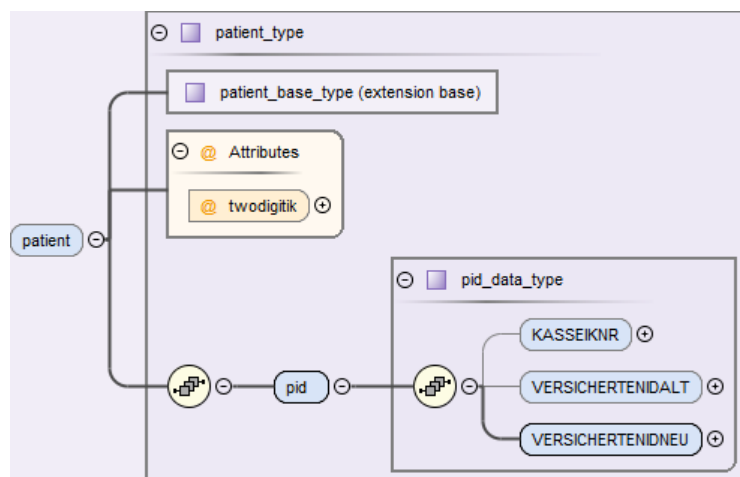 patient_type
patient_base_type (extension base)
@ Attributes
@ twodigitik
patient
pid_data_type
KASSEIKNR
pid
VERSICHERTENIDALT
VERSICHERTENIDNEU